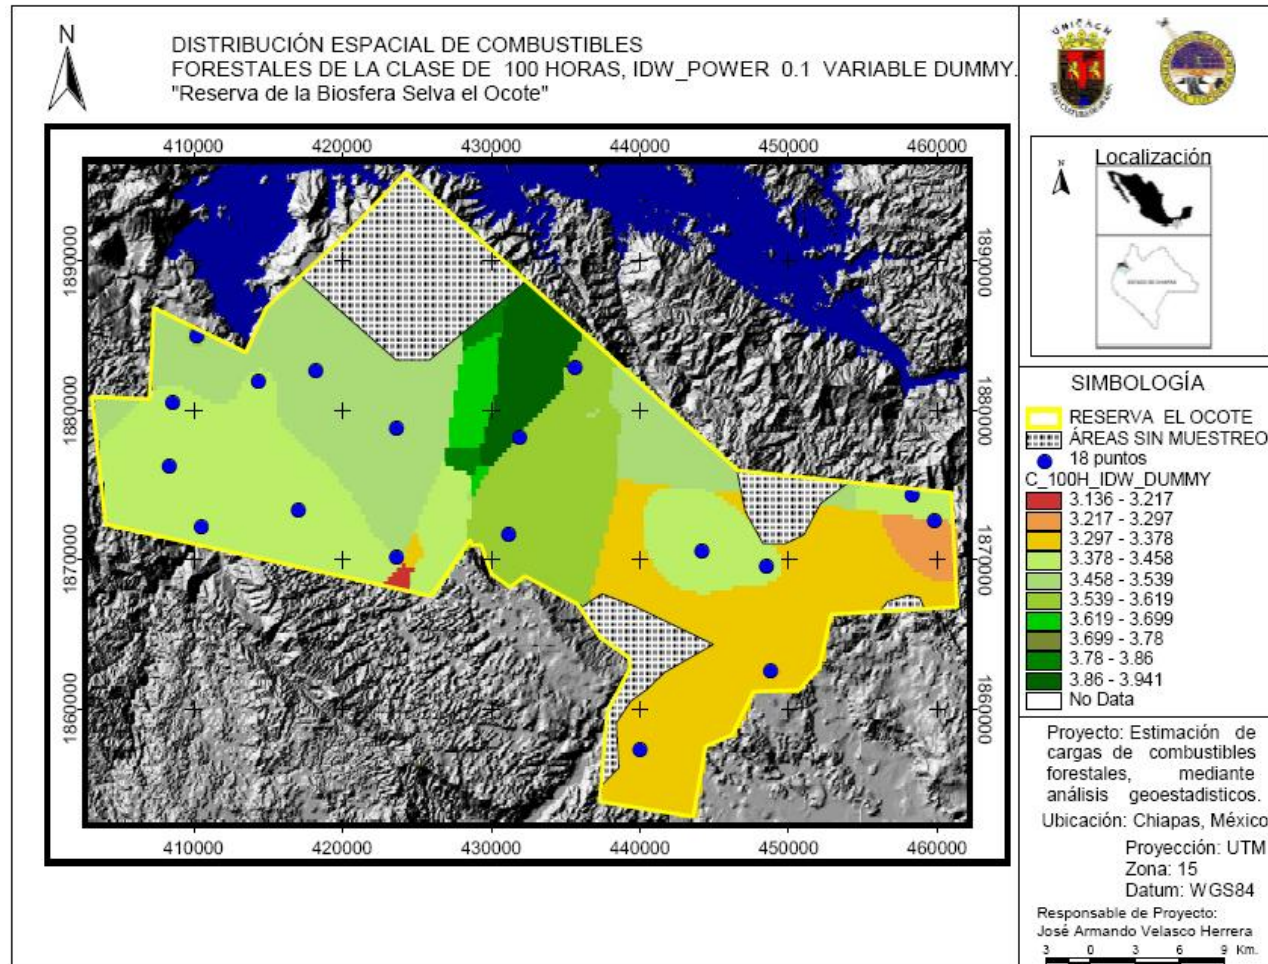 N
DISTRIBUCIÓN ESPACIAL DE COMBUSTIBLES
FORESTALES DE LA CLASE DE 100 HORAS, IDW_POWER 0.1 VARIABLE DUMMY.
"Reserva de la Biosfera Selva el Ocote"
410000 420000 430000 440000 450000 460000
1890000 1890000
1880000 1880000
1870000 1870000
1860000 1860000
410000 420000 430000 440000 450000 460000
UNICACH
Localización
N
ESTADO DE CHIAPAS
SIMBOLOGÍA
RESERVA EL OCOTE
ÁREAS SIN MUESTREO
18 puntos
C_100H_IDW_DUMMY
3.136 - 3.217
3.217 - 3.297
3.297 - 3.378
3.378 - 3.458
3.458 - 3.539
3.539 - 3.619
3.619 - 3.699
3.699 - 3.78
3.78 - 3.86
3.86 - 3.941
No Data
Proyecto: Estimación de
cargas de combustibles
forestales, mediante
análisis geoestadisticos.
Ubicación: Chiapas, México
Proyección: UTM
Zona: 15
Datum: WGS84
Responsable de Proyecto:
José Armando Velasco Herrera
3 0 3 6 9 Km.